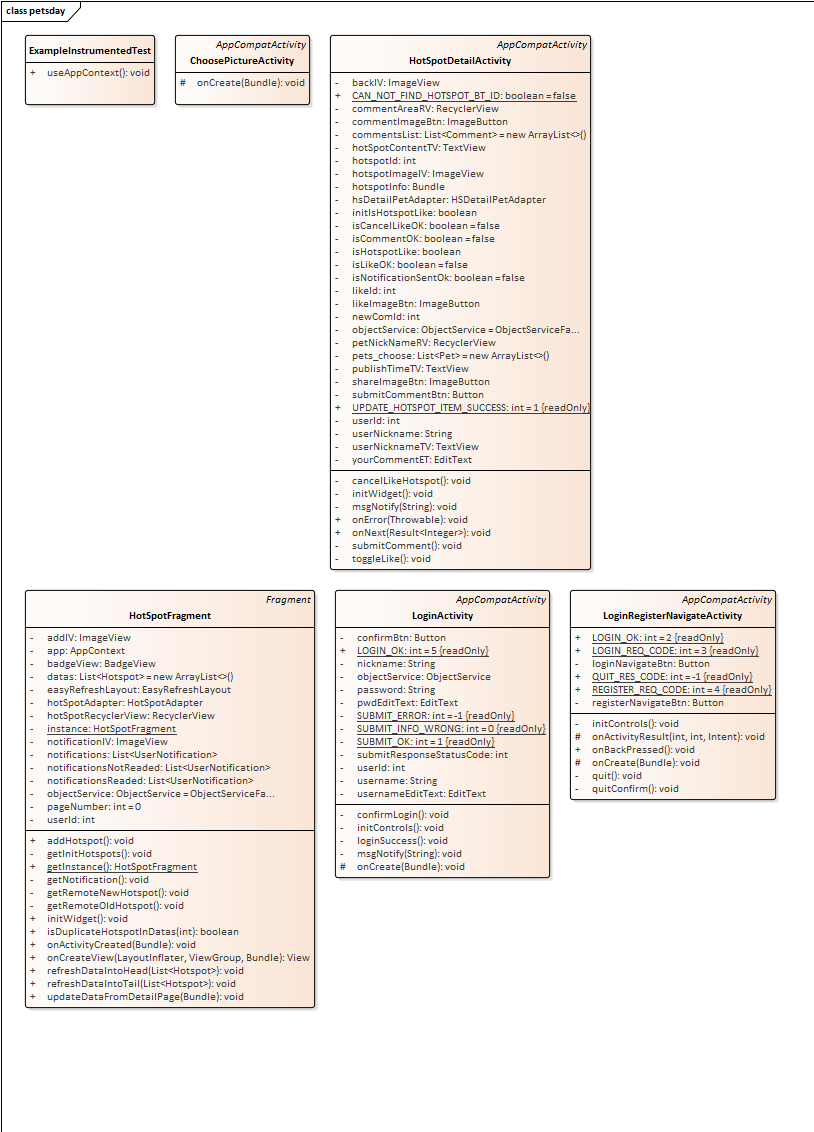 class petsday
ExampleInstrumentedTest
+ useAppContext(): void
AppCompatActivity
ChoosePictureActivity
# onCreate(Bundle): void
AppCompatActivity
HotSpotDetailActivity
- backIV: ImageView
+ CAN_NOT_FIND_HOTSPOT_BT_ID: boolean = false
- commentAreaRV: RecyclerView
- commentImageBtn: ImageButton
- commentsList: List<Comment> = new ArrayList<>()
- hotSpotContentTV: TextView
- hotspotId: int
- hotspotImageIV: ImageView
- hotspotInfo: Bundle
- hsDetailPetAdapter: HSDetailPetAdapter
- initIsHotspotLike: boolean
- isCancelLikeOK: boolean = false
- isCommentOK: boolean = false
- isHotspotLike: boolean
- isLikeOK: boolean = false
- isNotificationSentOk: boolean = false
- likeId: int
- likeImageBtn: ImageButton
- newComId: int
- objectService: ObjectService = ObjectServiceFa...
- petNickNameRV: RecyclerView
- pets_choose: List<Pet> = new ArrayList<>()
- publishTimeTV: TextView
- shareImageBtn: ImageButton
- submitCommentBtn: Button
+ UPDATE_HOTSPOT_ITEM_SUCCESS: int = 1 {readOnly}
- userId: int
- userNickname: String
- userNicknameTV: TextView
- yourCommentET: EditText
- cancelLikeHotspot(): void
- initWidget(): void
- msgNotify(String): void
+ onError(Throwable): void
+ onNext(Result<Integer>): void
- submitComment(): void
- toggleLike(): void
Fragment
HotSpotFragment
- addIV: ImageView
- app: AppContext
- badgeView: BadgeView
- datas: List<Hotspot> = new ArrayList<>()
- easyRefreshLayout: EasyRefreshLayout
- hotSpotAdapter: HotSpotAdapter
- hotSpotRecyclerView: RecyclerView
- instance: HotSpotFragment
- notificationIV: ImageView
- notifications: List<UserNotification>
- notificationsNotReaded: List<UserNotification>
- notificationsReaded: List<UserNotification>
- objectService: ObjectService = ObjectServiceFa...
- pageNumber: int = 0
- userId: int
+ addHotspot(): void
- getInitHotspots(): void
+ getInstance(): HotSpotFragment
- getNotification(): void
- getRemoteNewHotspot(): void
- getRemoteOldHotspot(): void
+ initWidget(): void
+ isDuplicateHotspotInDatas(int): boolean
+ onActivityCreated(Bundle): void
+ onCreateView(LayoutInflater, ViewGroup, Bundle): View
+ refreshDataIntoHead(List<Hotspot>): void
+ refreshDataIntoTail(List<Hotspot>): void
+ updateDataFromDetailPage(Bundle): void
AppCompatActivity
LoginActivity
- confirmBtn: Button
+ LOGIN_OK: int = 5 {readOnly}
- nickname: String
- objectService: ObjectService
- password: String
- pwdEditText: EditText
- SUBMIT_ERROR: int = -1 {readOnly}
- SUBMIT_INFO_WRONG: int = 0 {readOnly}
- SUBMIT_OK: int = 1 {readOnly}
- submitResponseStatusCode: int
- userId: int
- username: String
- usernameEditText: EditText
- confirmLogin(): void
- initControls(): void
- loginSuccess(): void
- msgNotify(String): void
# onCreate(Bundle): void
AppCompatActivity
LoginRegisterNavigateActivity
+ LOGIN_OK: int = 2 {readOnly}
+ LOGIN_REQ_CODE: int = 3 {readOnly}
- loginNavigateBtn: Button
+ QUIT_RES_CODE: int = -1 {readOnly}
+ REGISTER_REQ_CODE: int = 4 {readOnly}
- registerNavigateBtn: Button
- initControls(): void
# onActivityResult(int, int, Intent): void
+ onBackPressed(): void
# onCreate(Bundle): void
- quit(): void
- quitConfirm(): void